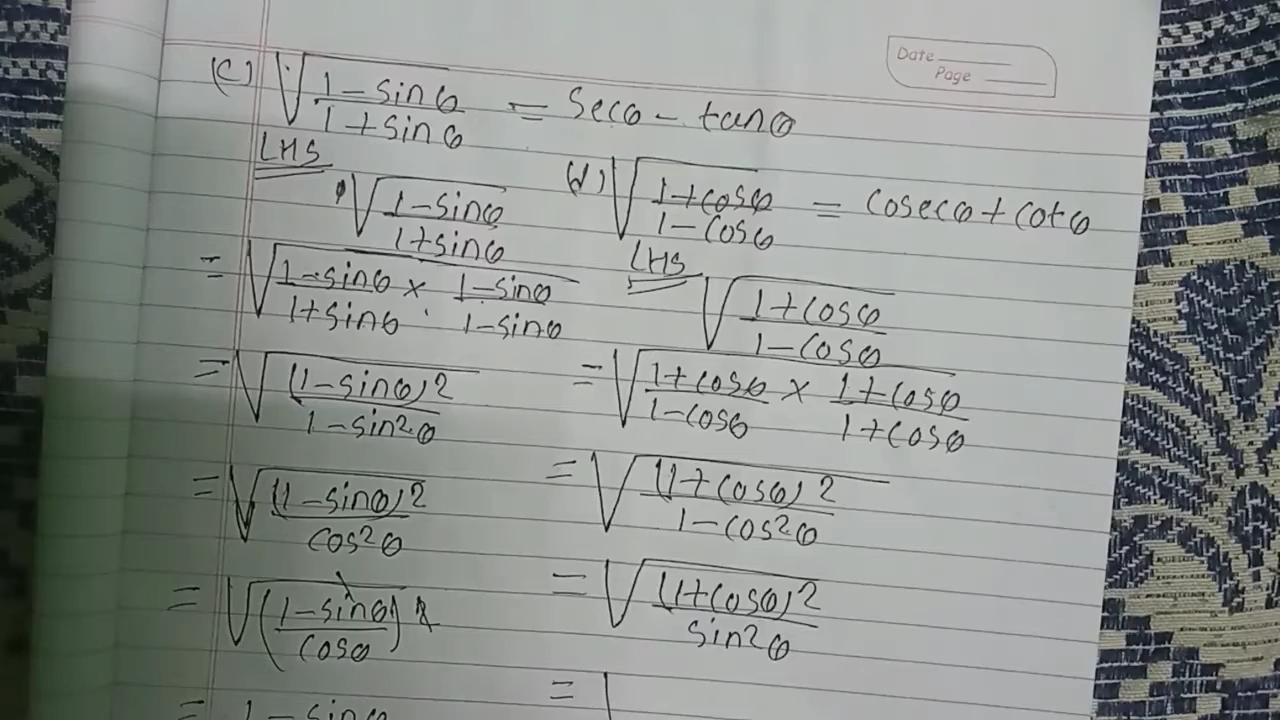 Date
Page
(C) √(1-sinθ / 1+sinθ) = secθ - tanθ
LHS
√(1-sinθ / 1+sinθ)
= √(1-sinθ / 1+sinθ × 1-sinθ / 1-sinθ)
= √((1-sinθ)² / 1-sin²θ)
= √((1-sinθ)² / cos²θ)
= √(1-sinθ / cosθ)²
= 1-sinθ
(d) √(1+cosθ / 1-cosθ) = cosecθ + cotθ
LHS
√(1+cosθ / 1-cosθ)
= √(1+cosθ / 1-cosθ × 1+cosθ / 1+cosθ)
= √((1+cosθ)² / 1-cos²θ)
= √((1+cosθ)² / sin²θ)
=